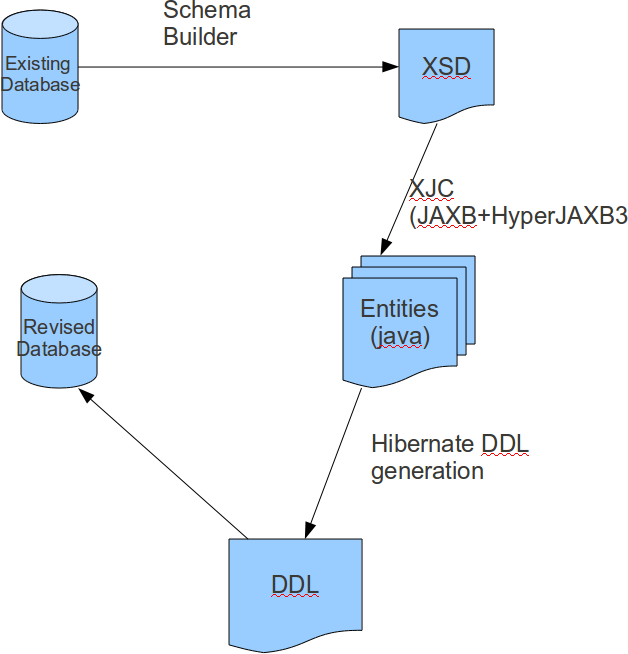 Schema
Builder
Existing
Database
XSD
XJC
(JAXB+HyperJAXB3
Entities
(java)
Revised
Database
Hibernate DDL
generation
DDL